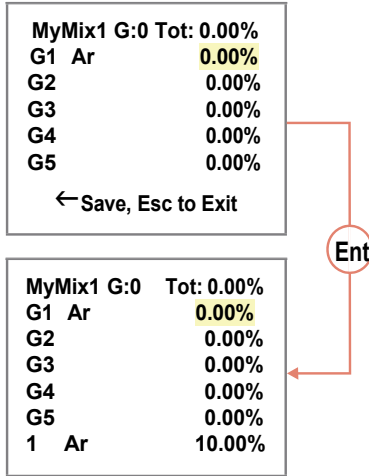 MyMix1 G:0 Tot: 0.00%
G1 Ar 0.00%
G2 0.00%
G3 0.00%
G4 0.00%
G5 0.00%
←Save, Esc to Exit
Ent
MyMix1 G:0 Tot: 0.00%
G1 Ar 0.00%
G2 0.00%
G3 0.00%
G4 0.00%
G5 0.00%
1 Ar 10.00%